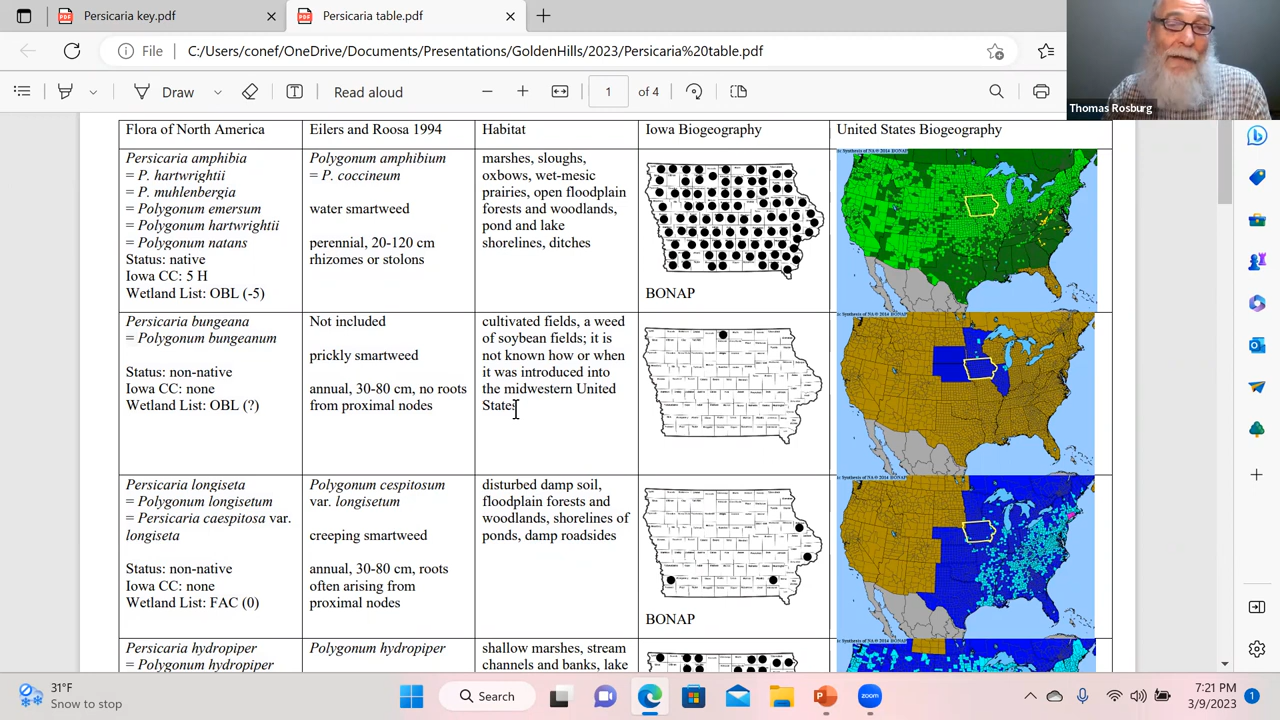 Persicaria key.pdf
Persicaria table.pdf
File
C:/Users/conef/OneDrive/Documents/Presentations/GoldenHills/2023/Persicaria%20table.pdf
Draw
Read aloud
1
of 4
Thomas Rosburg
Flora of North America
Eilers and Roosa 1994
Habitat
Iowa Biogeography
United States Biogeography
Persicaria amphibia
= P. hartwrightii
= P. muhlenbergia
= Polygonum emersum
= Polygonum hartwrightii
= Polygonum natans
Status: native
Iowa CC: 5 H
Wetland List: OBL (-5)
Polygonum amphibium
= P. coccineum
water smartweed
perennial, 20-120 cm
rhizomes or stolons
marshes, sloughs,
oxbows, wet-mesic
prairies, open floodplain
forests and woodlands,
pond and lake
shorelines, ditches
BONAP
Persicaria bungeana
= Polygonum bungeanum
Status: non-native
Iowa CC: none
Wetland List: OBL (?)
Not included
prickly smartweed
annual, 30-80 cm, no roots
from proximal nodes
cultivated fields, a weed
of soybean fields; it is
not known how or when
it was introduced into
the midwestern United
States
Persicaria longiseta
= Polygonum longisetum
= Persicaria caespitosa var.
longiseta
Status: non-native
Iowa CC: none
Wetland List: FAC (0)
Polygonum cespitosum
var. longisetum
creeping smartweed
annual, 30-80 cm, roots
often arising from
proximal nodes
disturbed damp soil,
floodplain forests and
woodlands, shorelines of
ponds, damp roadsides
BONAP
Persicaria hydropiper
= Polygonum hydropiper
Polygonum hydropiper
shallow marshes, stream
channels and banks, lake
31°F
Snow to stop
Search
zoom
7:21 PM
3/9/2023
1